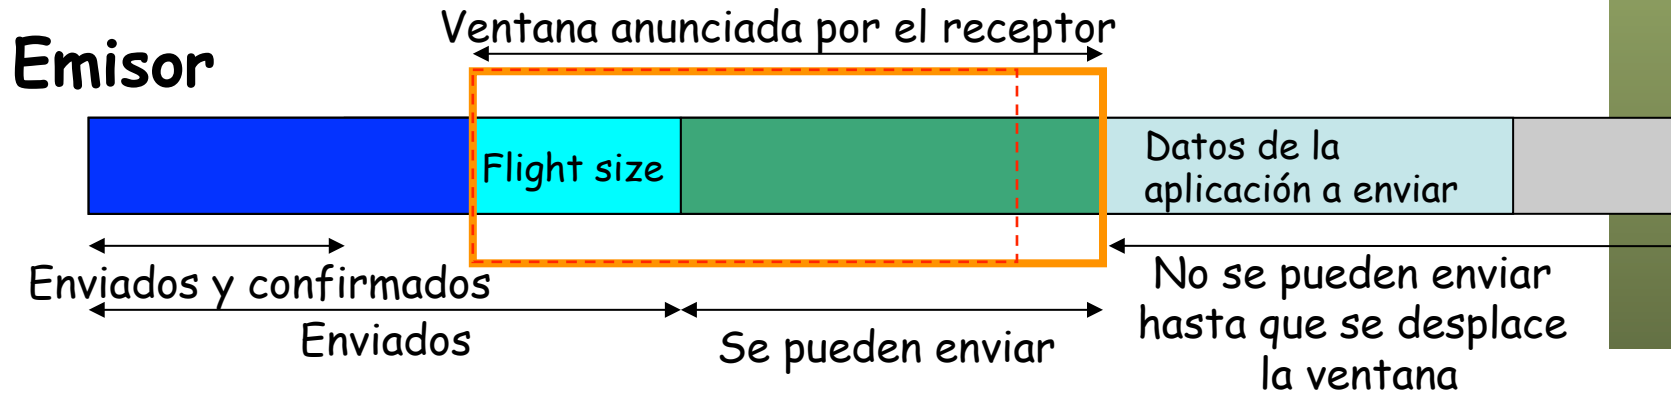 Ventana anunciada por el receptor
Emisor
Flight size
Datos de la
aplicación a enviar
Enviados y confirmados
Enviados
Se pueden enviar
No se pueden enviar
hasta que se desplace
la ventana